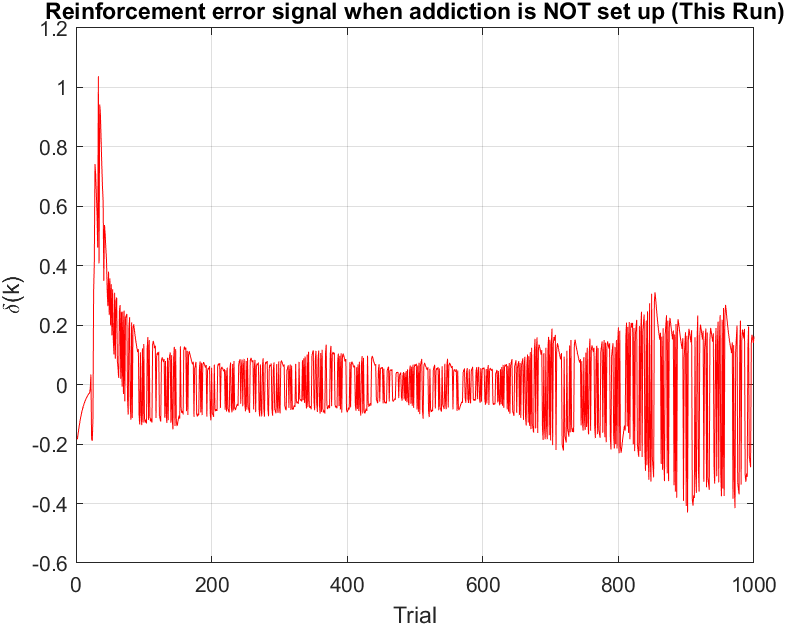 Reinforcement error signal when addiction is NOT set up (This Run)
1.2
1
0.8
0.6
0.4
0.2
0
-0.2
-0.4
-0.6
δ(k)
0 200 400 600 800 1000
Trial